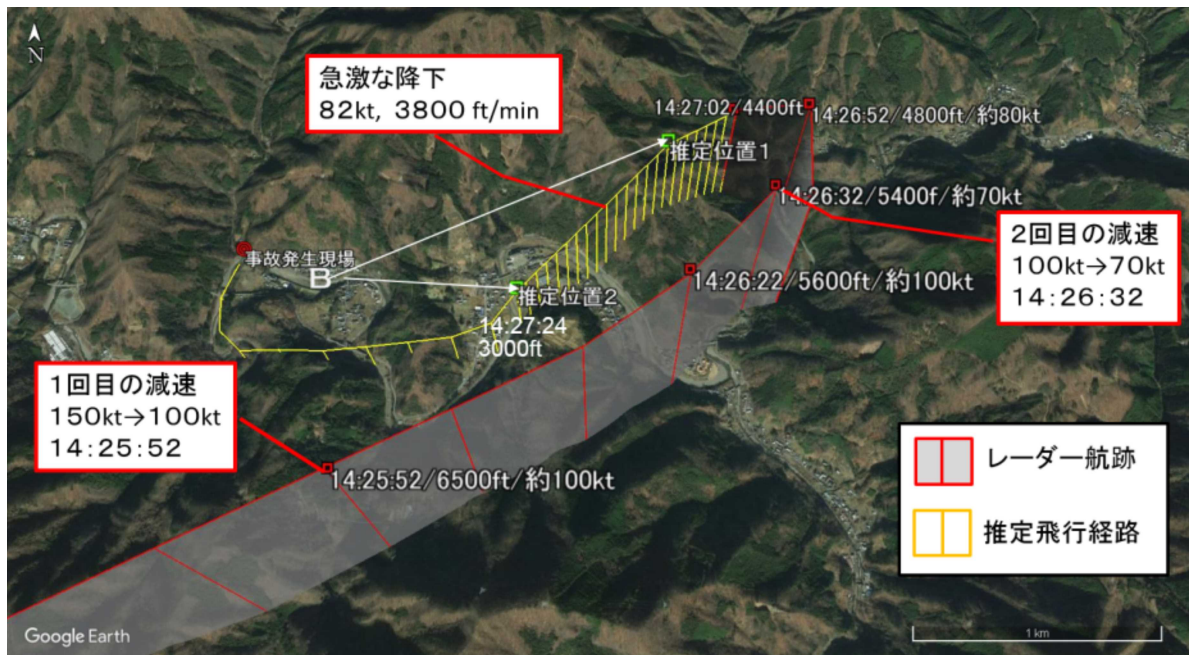 N
急激な降下
82kt, 3800 ft/min
14:27:02/4400ft
14:26:52/4800ft/約80kt
推定位置1
14:26:32/5400f/約70kt
2回目の減速
100kt→70kt
14:26:32
事故発生現場
B
14:26:22/5600ft/約100kt
推定位置2
14:27:24
3000ft
1回目の減速
150kt→100kt
14:25:52
14:25:52/6500ft/約100kt
レーダー航跡
推定飛行経路
Google Earth
1 km